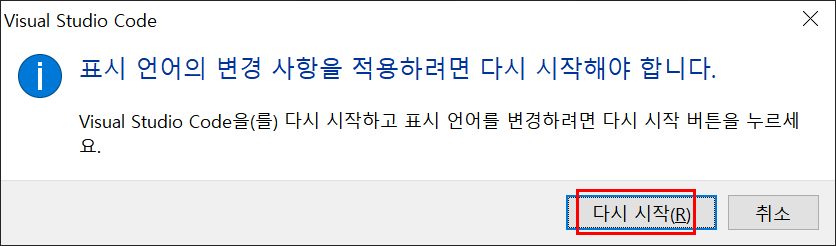 Visual Studio Code
표시 언어의 변경 사항을 적용하려면 다시 시작해야 합니다.
Visual Studio Code을(를) 다시 시작하고 표시 언어를 변경하려면 다시 시작 버튼을 누르세
요.
다시 시작(R) 취소